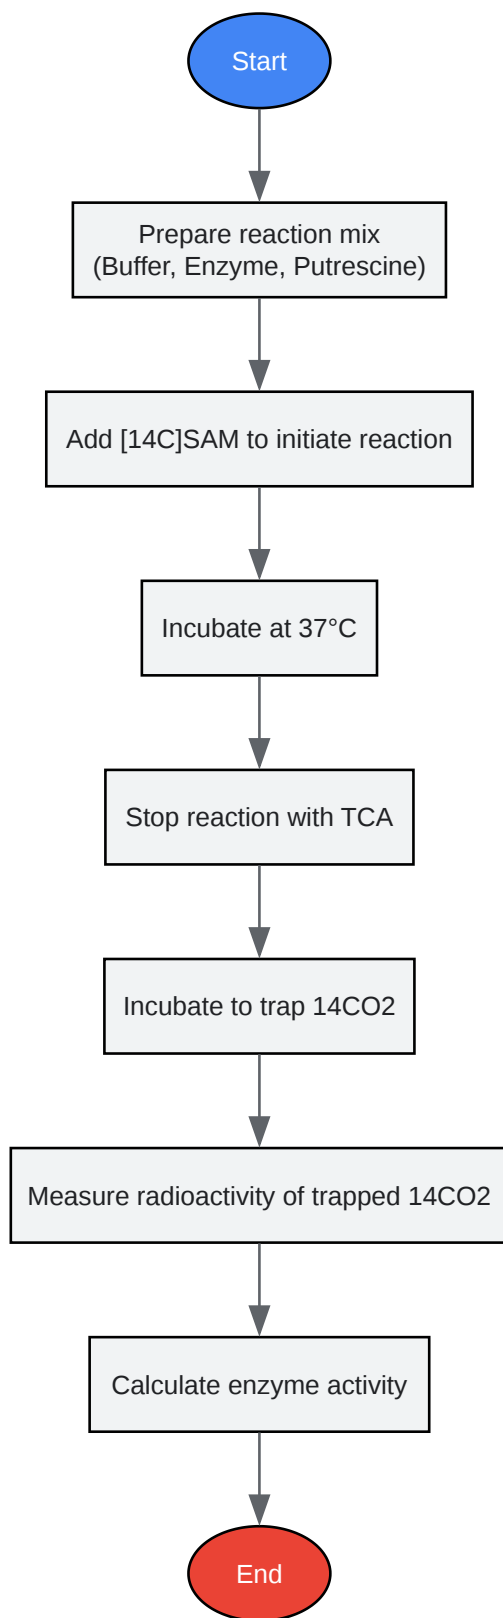 Start
Prepare reaction mix
(Buffer, Enzyme, Putrescine)
Add [14C]SAM to initiate reaction
Incubate at 37°C
Stop reaction with TCA
Incubate to trap 14CO2
Measure radioactivity of trapped 14CO2
Calculate enzyme activity
End